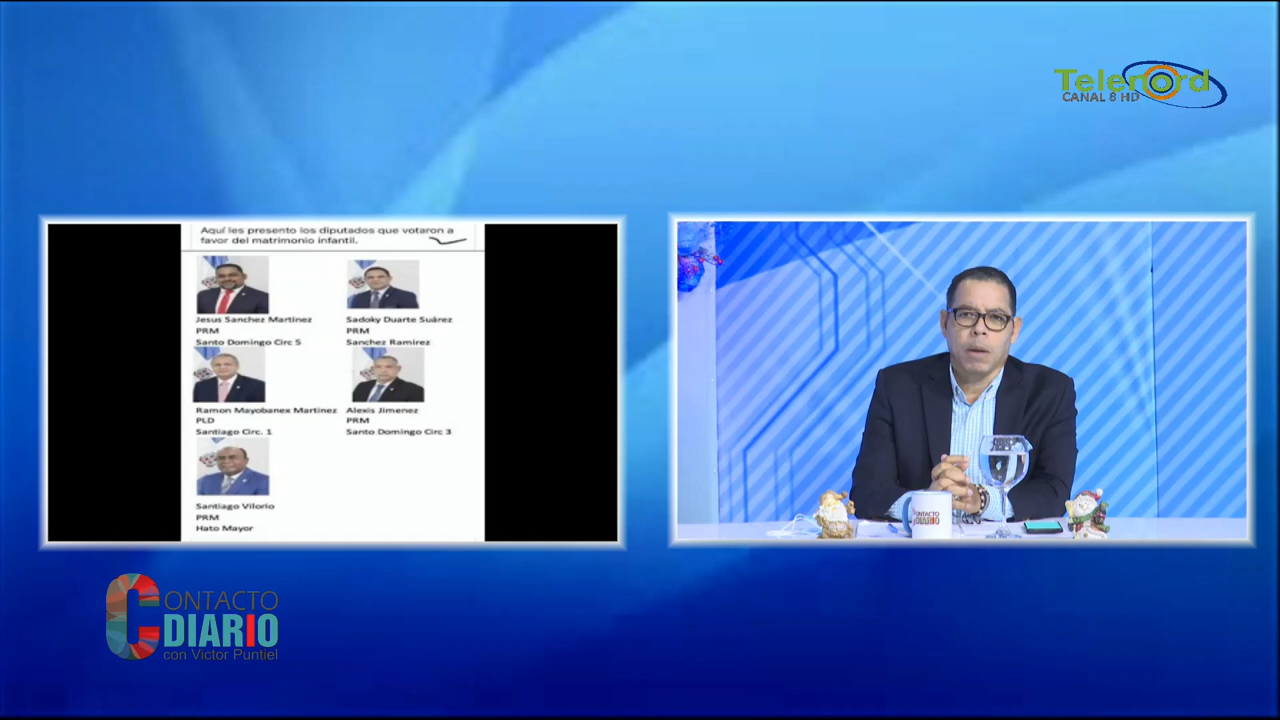 Telenord
CANAL 8 HD
Aquí les presento los diputados que votaron a
favor del matrimonio infantil.
Jesus Sanchez Martinez
PRM
Santo Domingo Circ 5
Sadoky Duarte Suárez
PRM
Sanchez Ramirez
Ramon Mayobanex Martinez
PLD
Santiago Circ. 1
Alexis Jimenez
PRM
Santo Domingo Circ 3
Santiago Vilorio
PRM
Hato Mayor
CONTACTO
DIARIO
CONTACTO
DIARIO
con Victor Puntiel